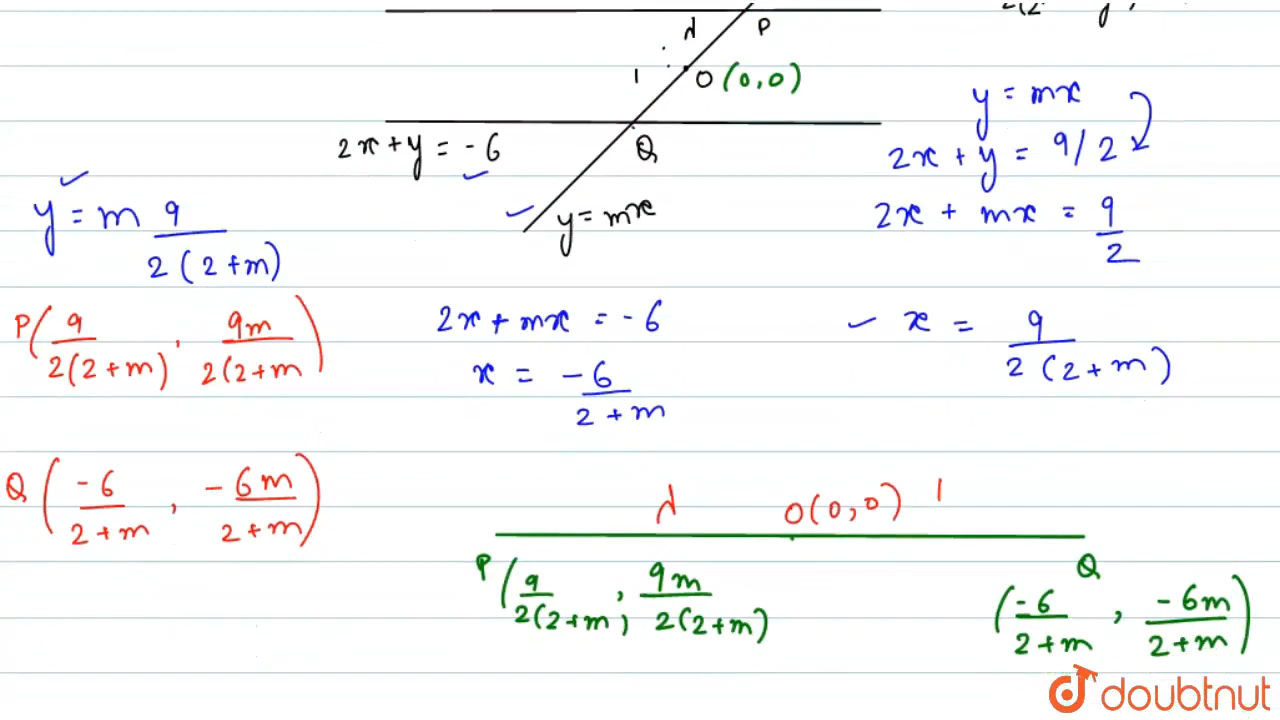 λ P
1 O (0,0)
2x + y = -6
Q
y = mx
y = mx
2x + y = 9/2
2x + mx = 9/2
x = 9/2(2+m)
y = m 9/2(2+m)
P(9/2(2+m), 9m/2(2+m)
2x + mx = -6
x = -6/2+m
Q(-6/2+m, -6m/2+m)
λ O(0,0) 1
P(9/2(2+m), 9m/2(2+m))
Q
(-6/2+m, -6m/2+m)
doubtnut